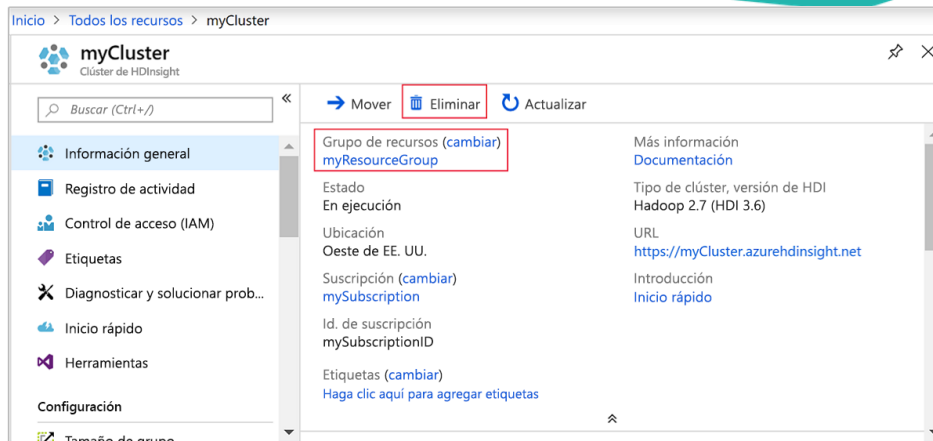 Inicio > Todos los recursos > myCluster
myCluster
Clúster de HDInsight
Buscar (Ctrl+/)
«
Información general
Registro de actividad
Control de acceso (IAM)
Etiquetas
Diagnosticar y solucionar prob...
Inicio rápido
Herramientas
Configuración
Tamaño de grupo
Mover Eliminar Actualizar
Grupo de recursos (cambiar)
myResourceGroup
Estado
En ejecución
Ubicación
Oeste de EE. UU.
Suscripción (cambiar)
mySubscription
Id. de suscripción
mySubscriptionID
Etiquetas (cambiar)
Haga clic aquí para agregar etiquetas
Más información
Documentación
Tipo de clúster, versión de HDI
Hadoop 2.7 (HDI 3.6)
URL
https://myCluster.azurehdinsight.net
Introducción
Inicio rápido